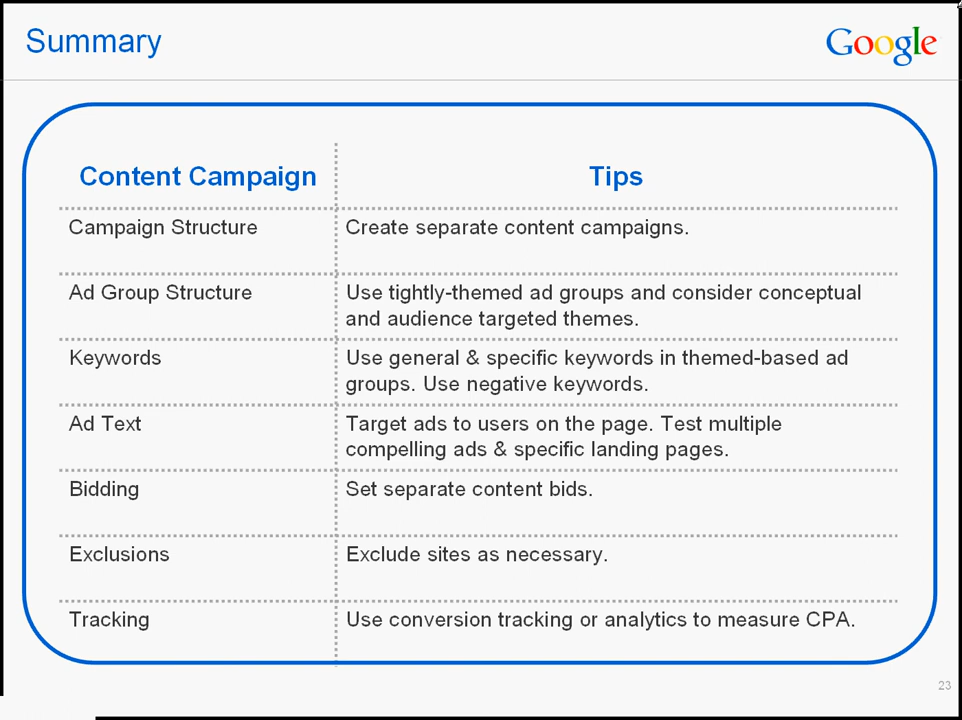 Summary
Google
Content Campaign
Tips
Campaign Structure
Create separate content campaigns.
Ad Group Structure
Use tightly-themed ad groups and consider conceptual
and audience targeted themes.
Keywords
Use general & specific keywords in themed-based ad
groups. Use negative keywords.
Ad Text
Target ads to users on the page. Test multiple
compelling ads & specific landing pages.
Bidding
Set separate content bids.
Exclusions
Exclude sites as necessary.
Tracking
Use conversion tracking or analytics to measure CPA.
23